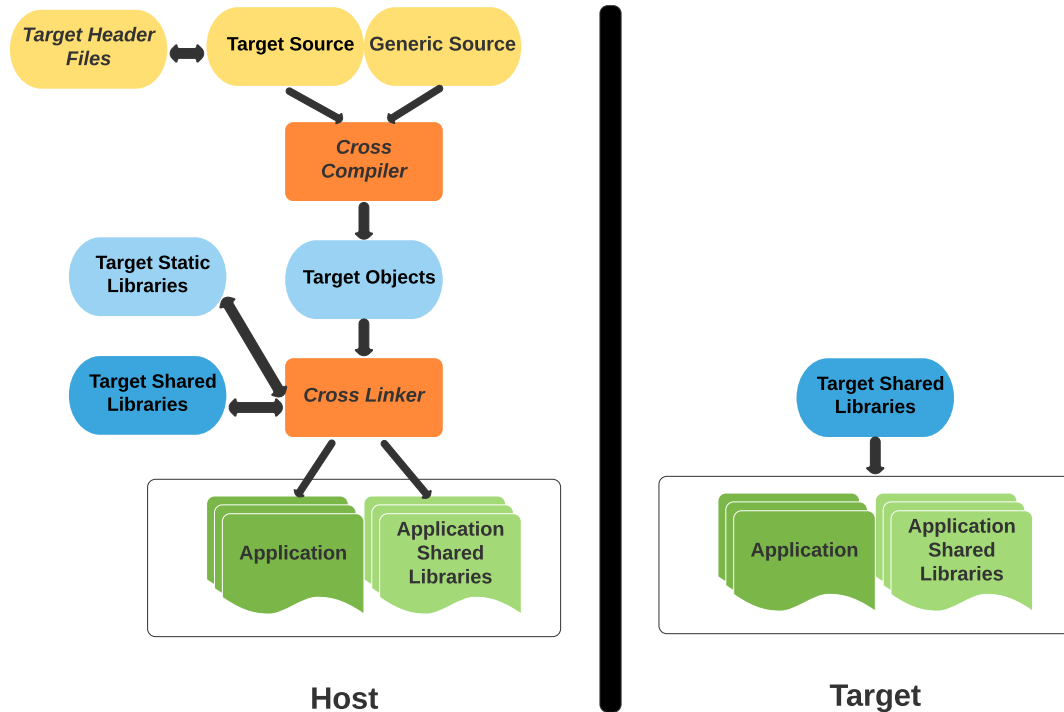 Target Header
Files
Target Source
Generic Source
Cross
Compiler
Target Static
Libraries
Target Objects
Target Shared
Libraries
Cross Linker
Application
Application
Shared
Libraries
Host
Target Shared
Libraries
Application
Application
Shared
Libraries
Target